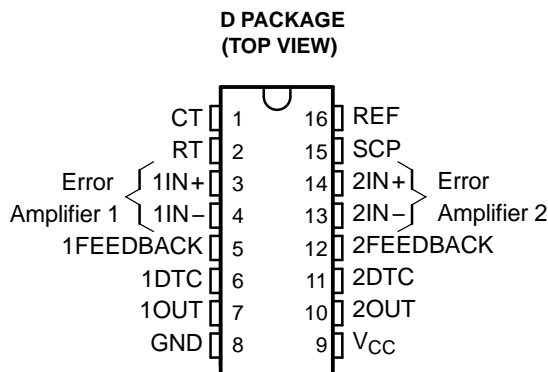 D PACKAGE
(TOP VIEW)
CT 1 16 REF
RT 2 15 SCP
Error Amplifier 1 1IN+ 3 14 2IN+ Error Amplifier 2
1IN− 4 13 2IN−
1FEEDBACK 5 12 2FEEDBACK
1DTC 6 11 2DTC
1OUT 7 10 2OUT
GND 8 9 VCC